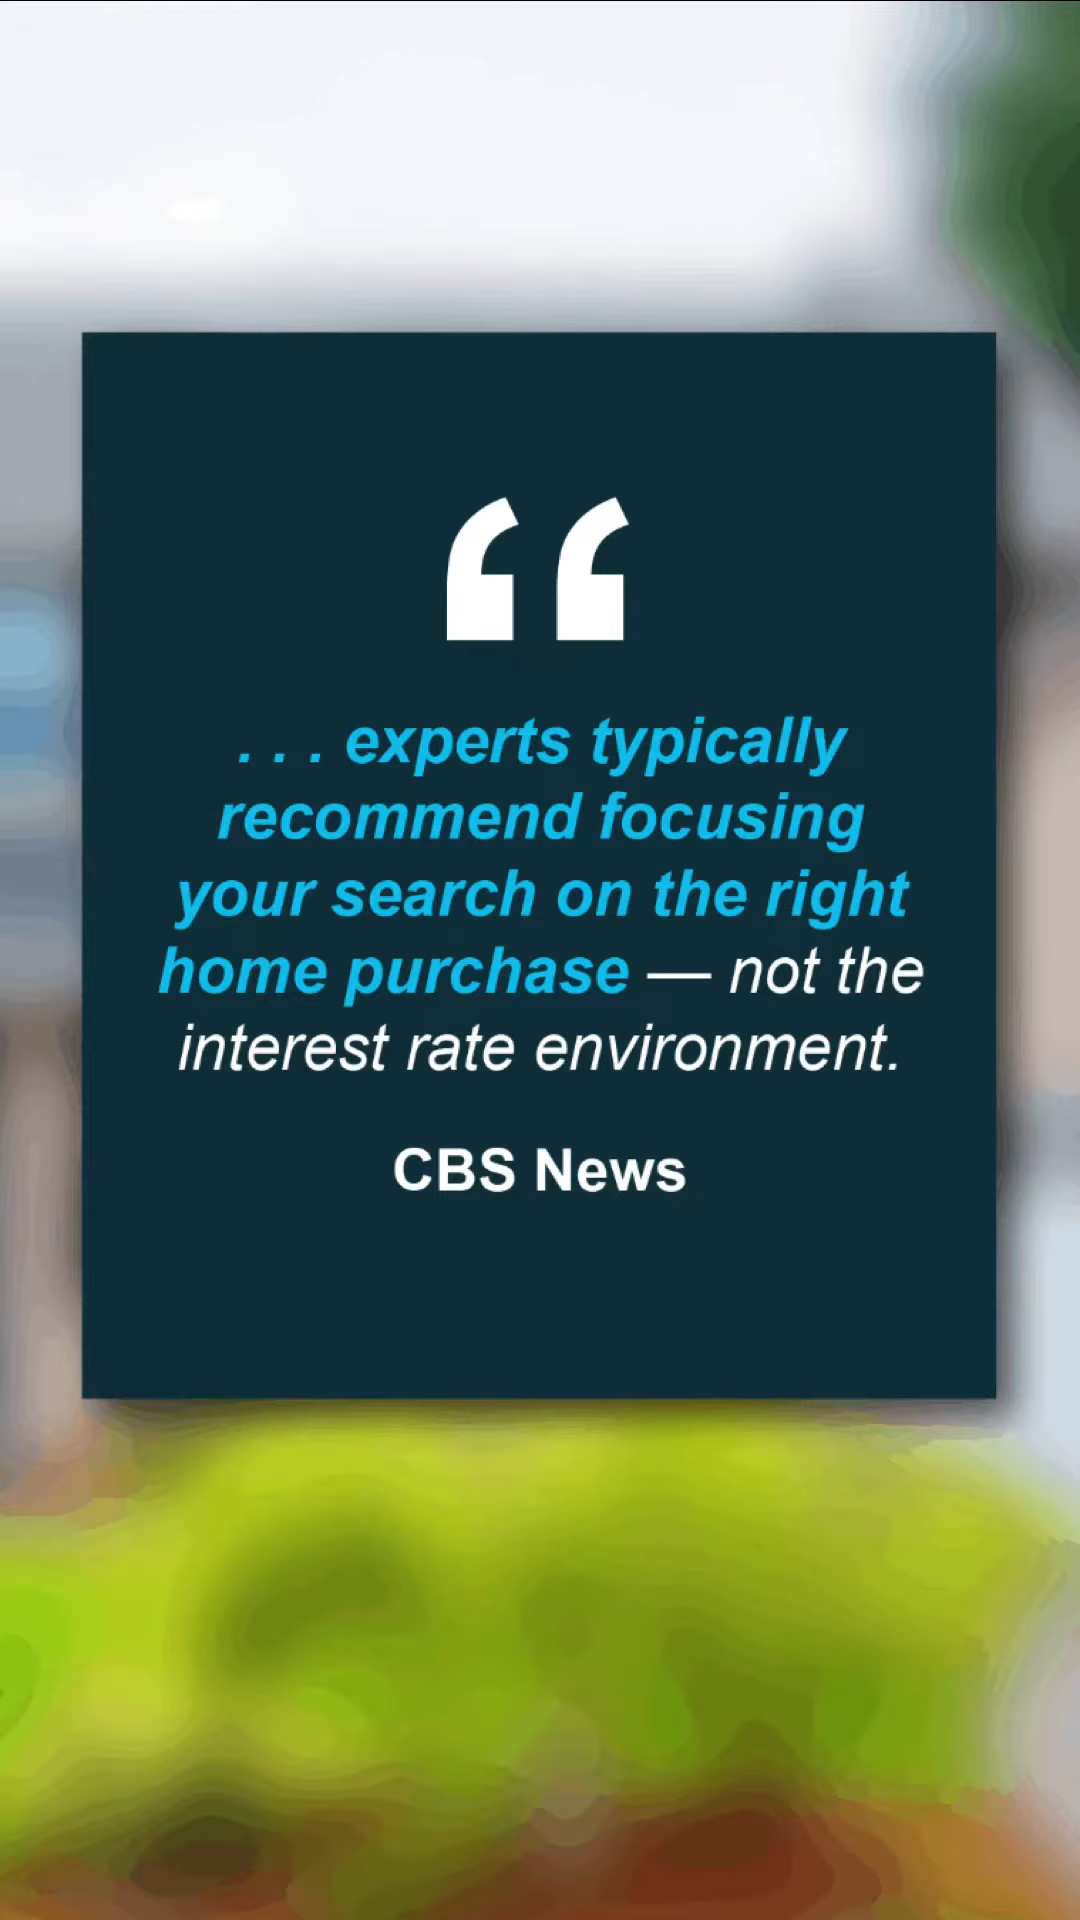 “
. . . experts typically
recommend focusing
your search on the right
home purchase — not the
interest rate environment.
CBS News